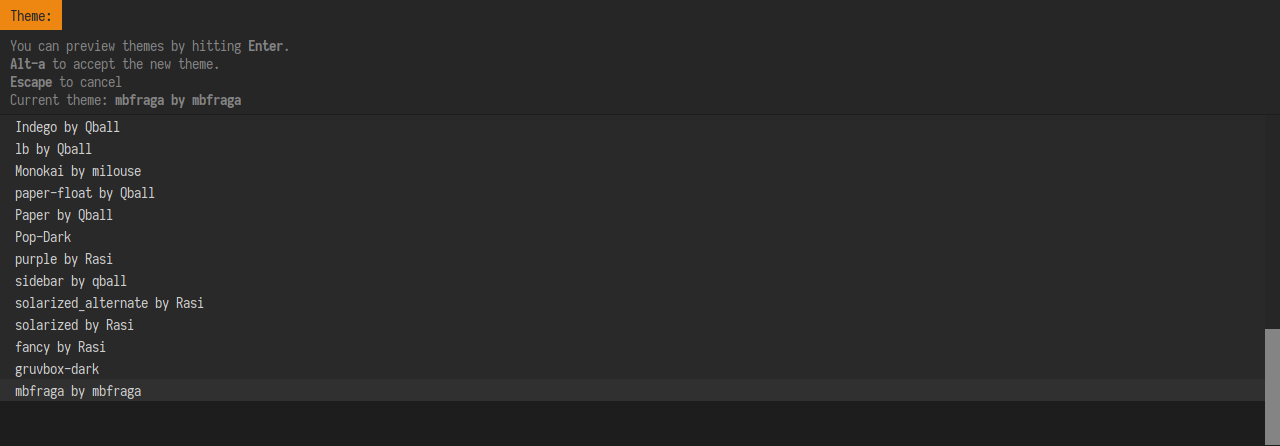 Theme:
You can preview themes by hitting Enter.
Alt-a to accept the new theme.
Escape to cancel
Current theme: mbfraga by mbfraga
Indego by Qball
lb by Qball
Monokai by milouse
paper-float by Qball
Paper by Qball
Pop-Dark
purple by Rasi
sidebar by qball
solarized_alternate by Rasi
solarized by Rasi
fancy by Rasi
gruvbox-dark
mbfraga by mbfraga